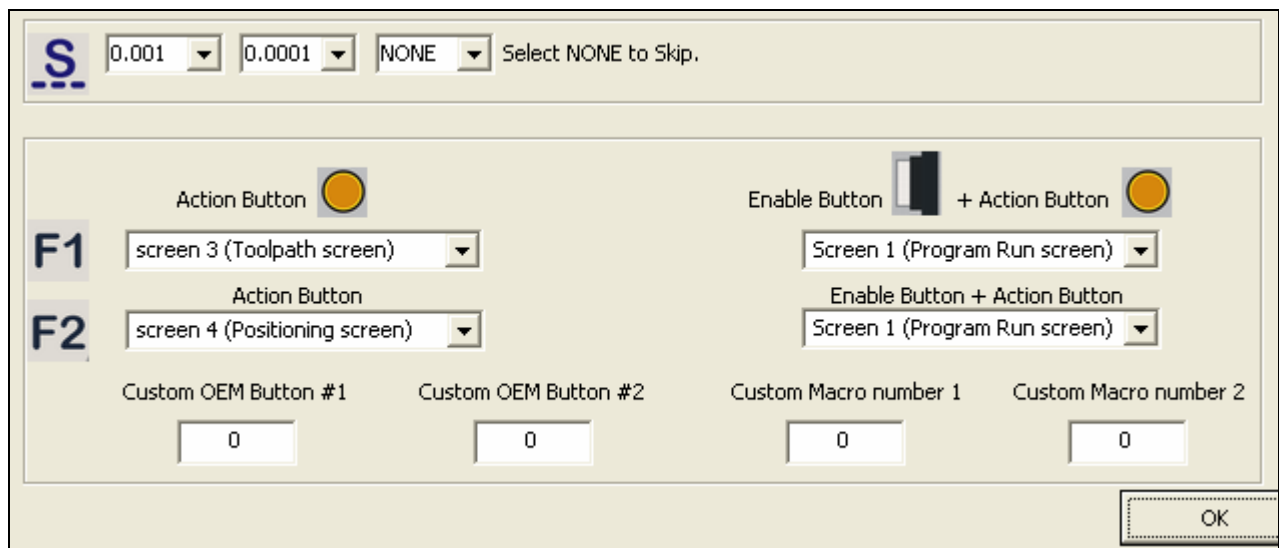 S 0.001 0.0001 NONE Select NONE to Skip.
Action Button Enable Button + Action Button
F1 screen 3 (Toolpath screen) Screen 1 (Program Run screen)
Action Button Enable Button + Action Button
F2 screen 4 (Positioning screen) Screen 1 (Program Run screen)
Custom OEM Button #1 Custom OEM Button #2 Custom Macro number 1 Custom Macro number 2
0 0 0 0
OK